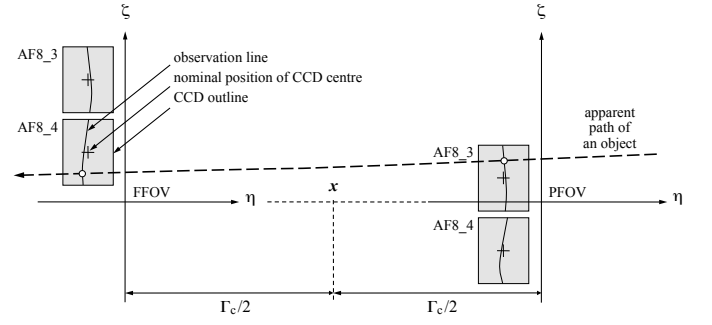 ζ
ζ
AF8_3
observation line
nominal position of CCD centre
CCD outline
AF8_4
apparent
path of
an object
AF8_3
FFOV
η
x
PFOV
η
AF8_4
Γc/2
Γc/2